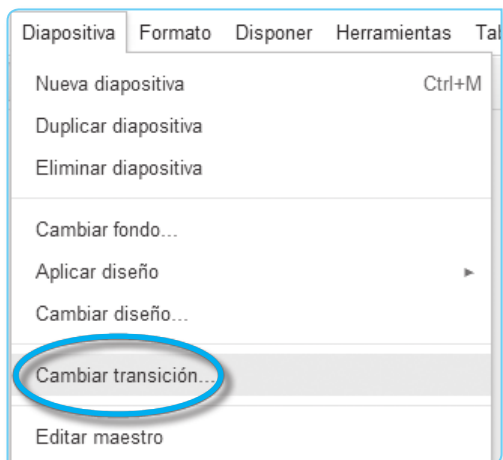 Diapositiva Formato Disponer Herramientas Tal
Nueva diapositiva Ctrl+M
Duplicar diapositiva
Eliminar diapositiva
Cambiar fondo...
Aplicar diseño ►
Cambiar diseño...
Cambiar transición...
Editar maestro